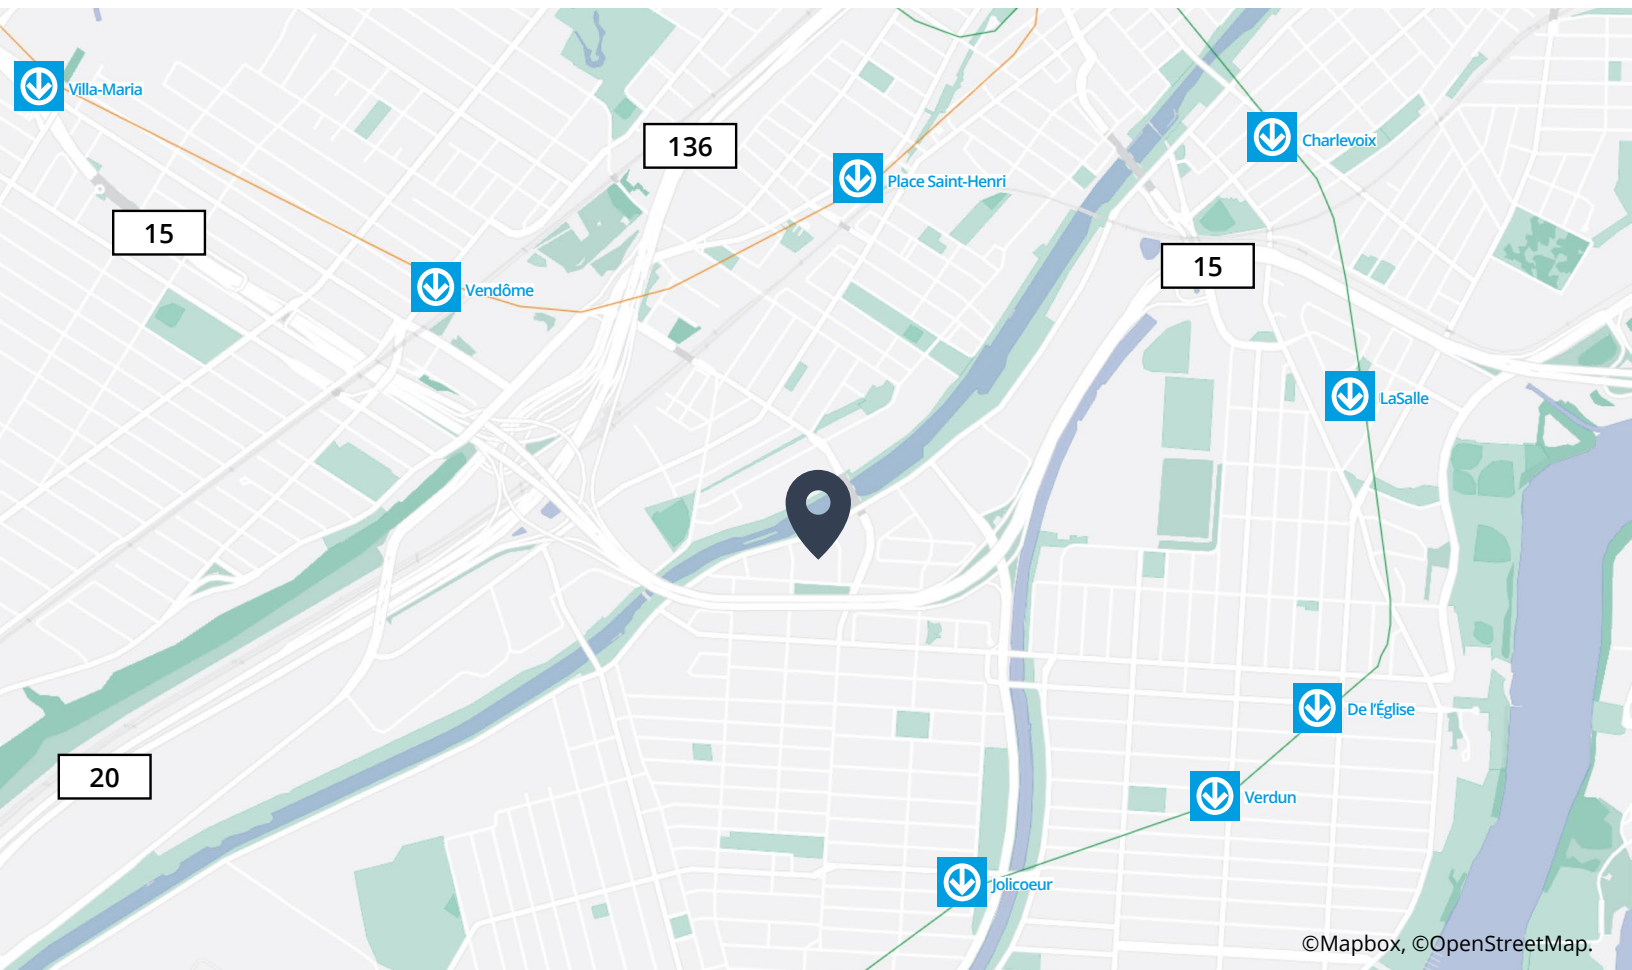 Villa-Maria
136
Charlevoix
Place Saint-Henri
15
15
Vendôme
LaSalle
De l'Église
20
Verdun
Jolicoeur
©Mapbox, ©OpenStreetMap.